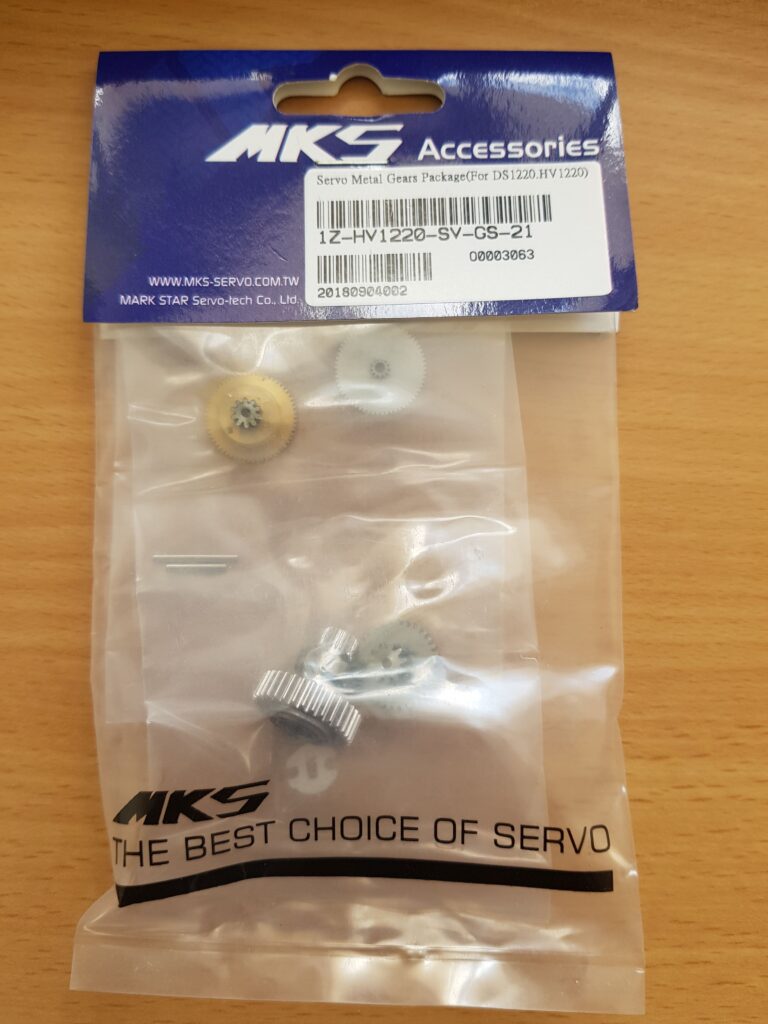 MKS Accessories
Servo Metal Gears Package(For DS1220.HV1220)
1Z-HV1220-SV-GS-21
O0003063
20180904002
WWW.MKS-SERVO.COM.TW
MARK STAR Servo-tech Co., Ltd.
MKS
THE BEST CHOICE OF SERVO